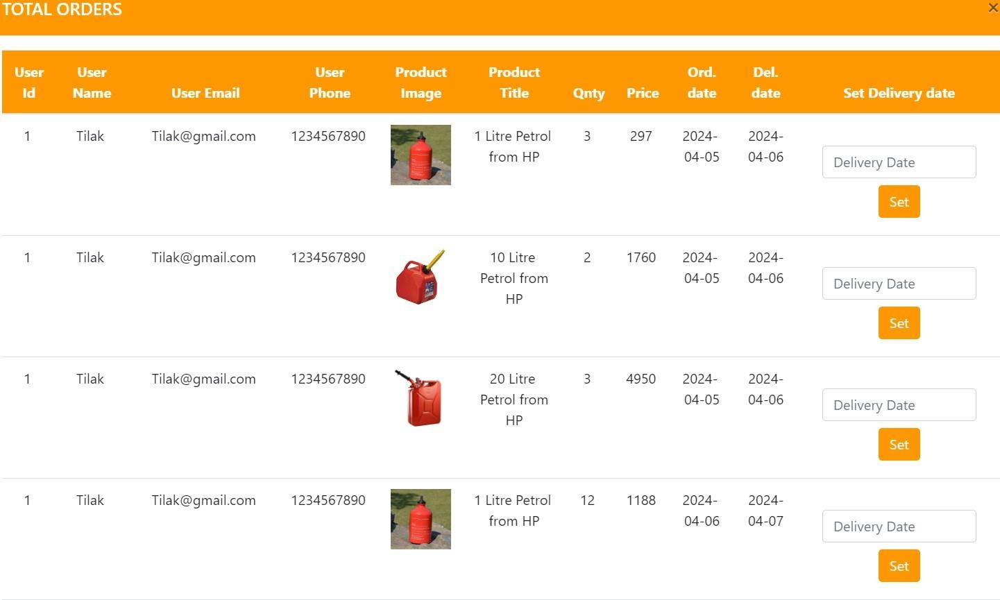 TOTAL ORDERS ×
User Id User Name User Email User Phone Product Image Product Title Qnty Price Ord. date Del. date Set Delivery date
1 Tilak Tilak@gmail.com 1234567890 1 Litre Petrol 3 297 2024- 2024-
from HP 04-05 04-06
Delivery Date
Set
1 Tilak Tilak@gmail.com 1234567890 10 Litre 2 1760 2024- 2024-
Petrol from 04-05 04-06
Delivery Date
HP
Set
1 Tilak Tilak@gmail.com 1234567890 20 Litre 3 4950 2024- 2024-
Petrol from 04-05 04-06
Delivery Date
HP
Set
1 Tilak Tilak@gmail.com 1234567890 1 Litre Petrol 12 1188 2024- 2024-
from HP 04-06 04-07
Delivery Date
Set